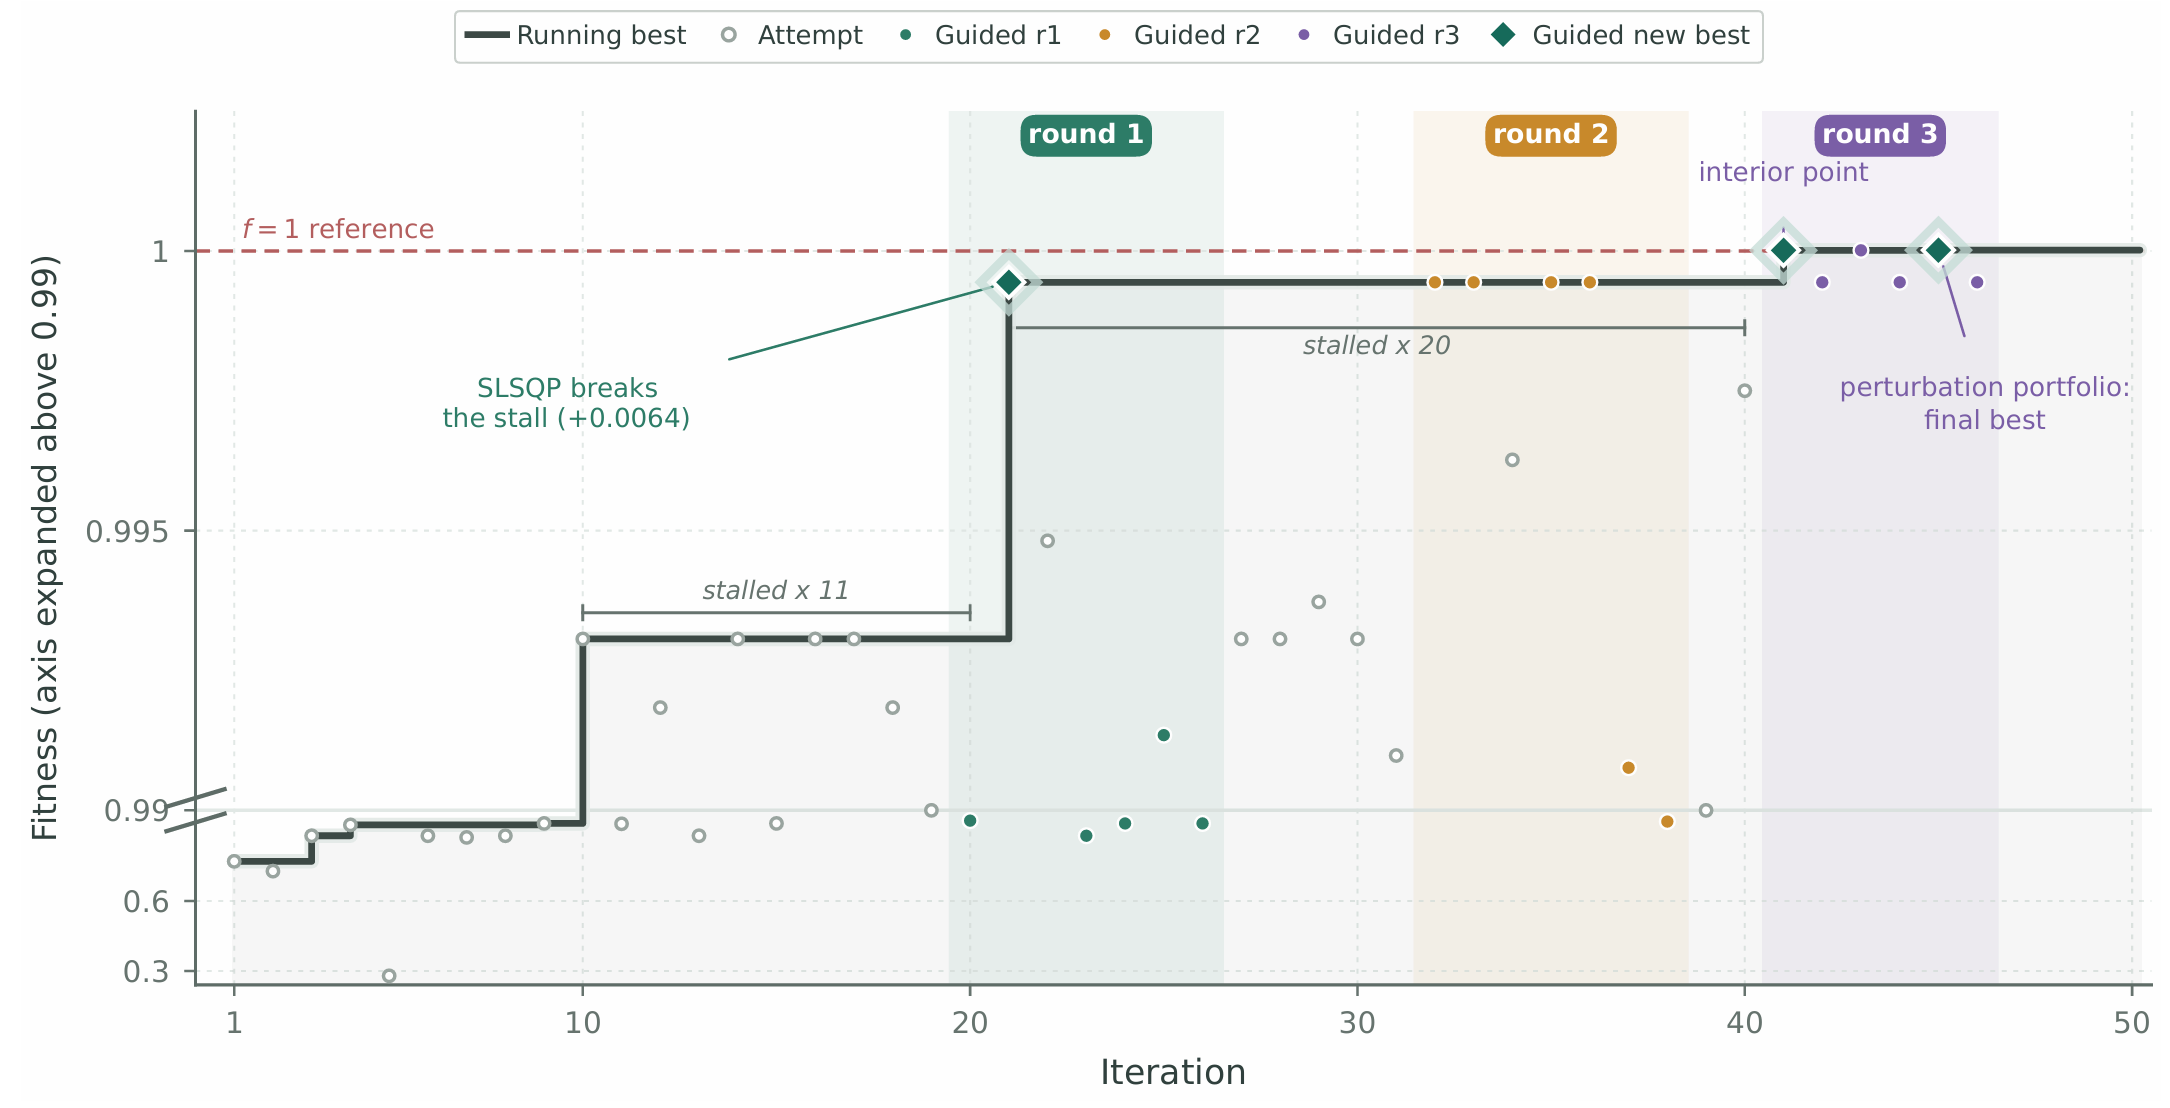 Running best
Attempt
Guided r1
Guided r2
Guided r3
Guided new best
round 1
round 2
round 3
interior point
f = 1 reference
1
stalled x 20
SLSQP breaks
the stall (+0.0064)
perturbation portfolio:
final best
0.995
stalled x 11
0.99
0.6
0.3
Fitness (axis expanded above 0.99)
1
10
20
30
40
50
Iteration